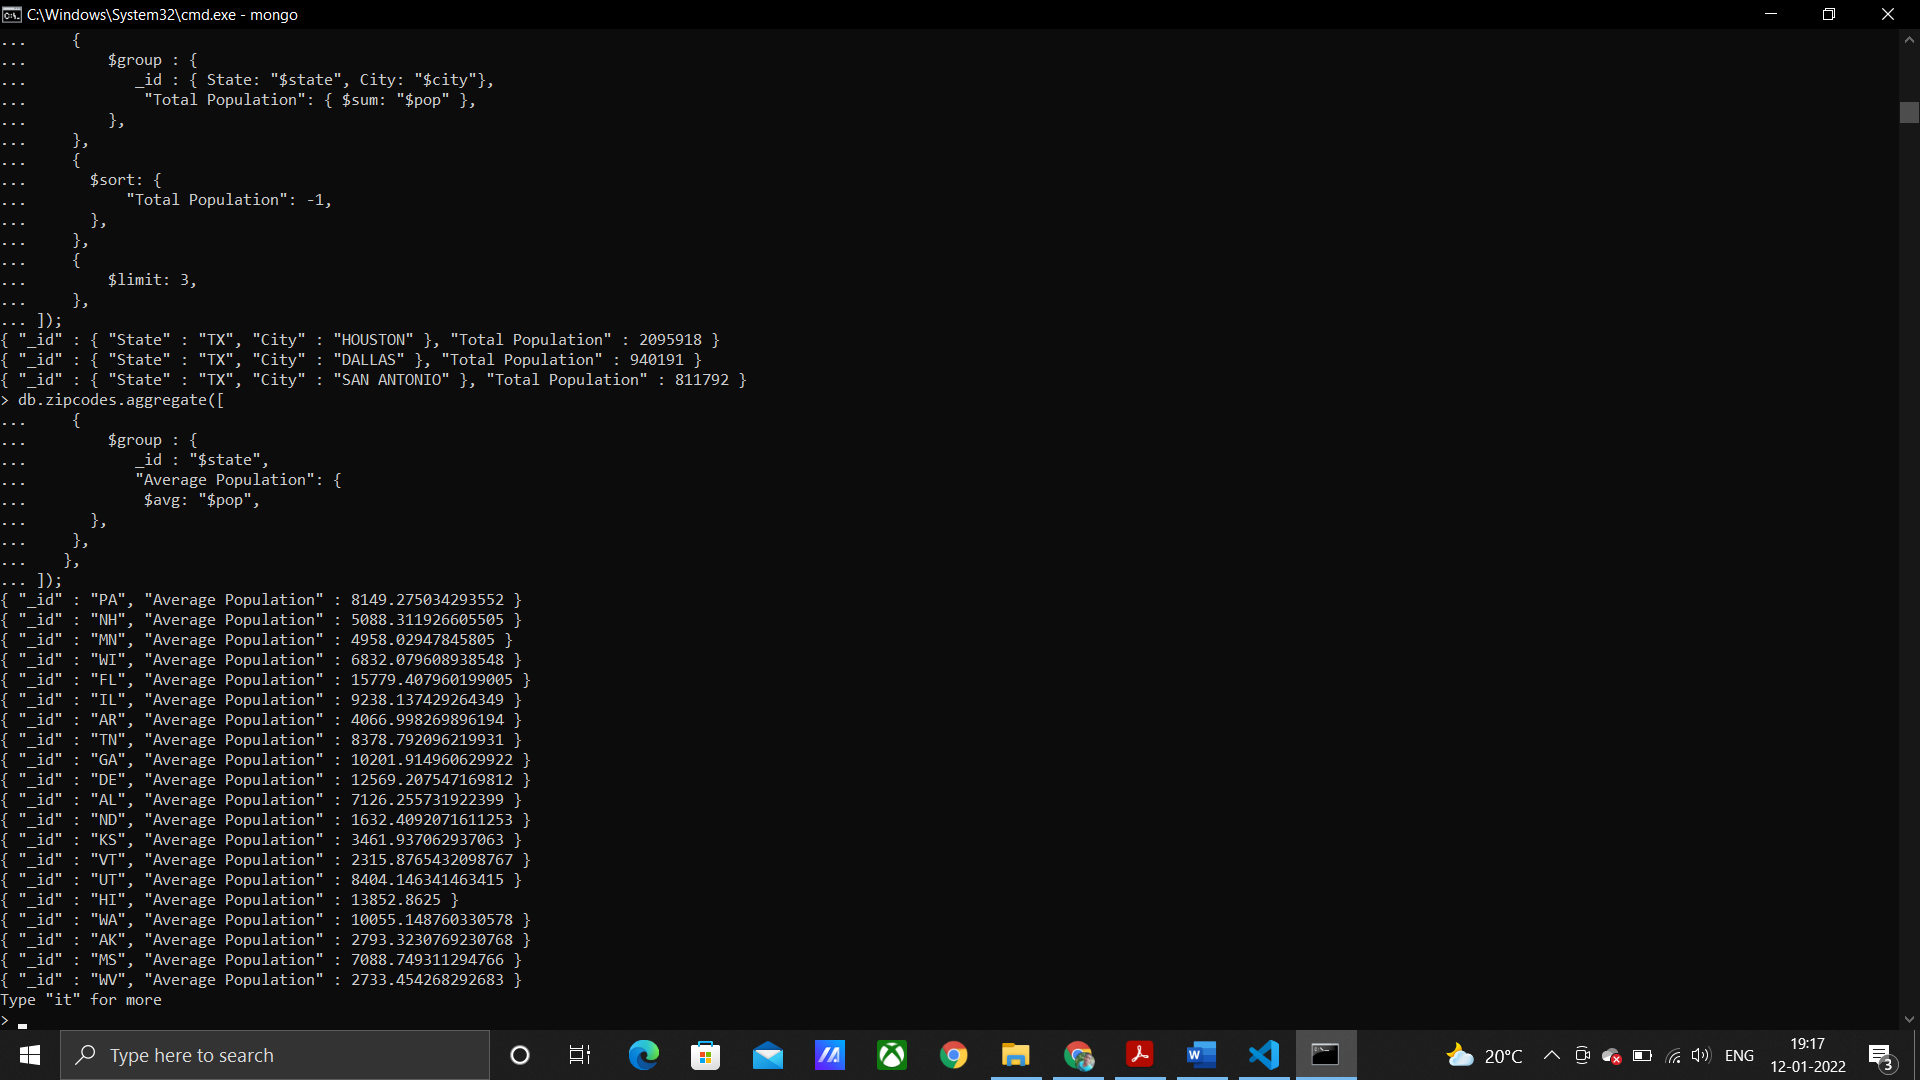 C:\Windows\System32\cmd.exe - mongo
...     {
...         $group : {
...            _id : { State: "$state", City: "$city"},
...             "Total Population": { $sum: "$pop" },
...         },
...     },
...     {
...       $sort: {
...           "Total Population": -1,
...       },
...     },
...     {
...         $limit: 3,
...     },
... ]);
{ "_id" : { "State" : "TX", "City" : "HOUSTON" }, "Total Population" : 2095918 }
{ "_id" : { "State" : "TX", "City" : "DALLAS" }, "Total Population" : 940191 }
{ "_id" : { "State" : "TX", "City" : "SAN ANTONIO" }, "Total Population" : 811792 }
> db.zipcodes.aggregate([
...     {
...         $group : {
...            _id : "$state",
...            "Average Population": {
...             $avg: "$pop",
...       },
...     },
...    },
... ]);
{ "_id" : "PA", "Average Population" : 8149.275034293552 }
{ "_id" : "NH", "Average Population" : 5088.311926605505 }
{ "_id" : "MN", "Average Population" : 4958.02947845805 }
{ "_id" : "WI", "Average Population" : 6832.079608938548 }
{ "_id" : "FL", "Average Population" : 15779.407960199005 }
{ "_id" : "IL", "Average Population" : 9238.137429264349 }
{ "_id" : "AR", "Average Population" : 4066.998269896194 }
{ "_id" : "TN", "Average Population" : 8378.792096219931 }
{ "_id" : "GA", "Average Population" : 10201.914960629922 }
{ "_id" : "DE", "Average Population" : 12569.207547169812 }
{ "_id" : "AL", "Average Population" : 7126.255731922399 }
{ "_id" : "ND", "Average Population" : 1632.4092071611253 }
{ "_id" : "KS", "Average Population" : 3461.937062937063 }
{ "_id" : "VT", "Average Population" : 2315.8765432098767 }
{ "_id" : "UT", "Average Population" : 8404.146341463415 }
{ "_id" : "HI", "Average Population" : 13852.8625 }
{ "_id" : "WA", "Average Population" : 10055.148760330578 }
{ "_id" : "AK", "Average Population" : 2793.3230769230768 }
{ "_id" : "MS", "Average Population" : 7088.749311294766 }
{ "_id" : "WV", "Average Population" : 2733.454268292683 }
Type "it" for more
>
Type here to search
20°C
ENG
19:17
12-01-2022
3